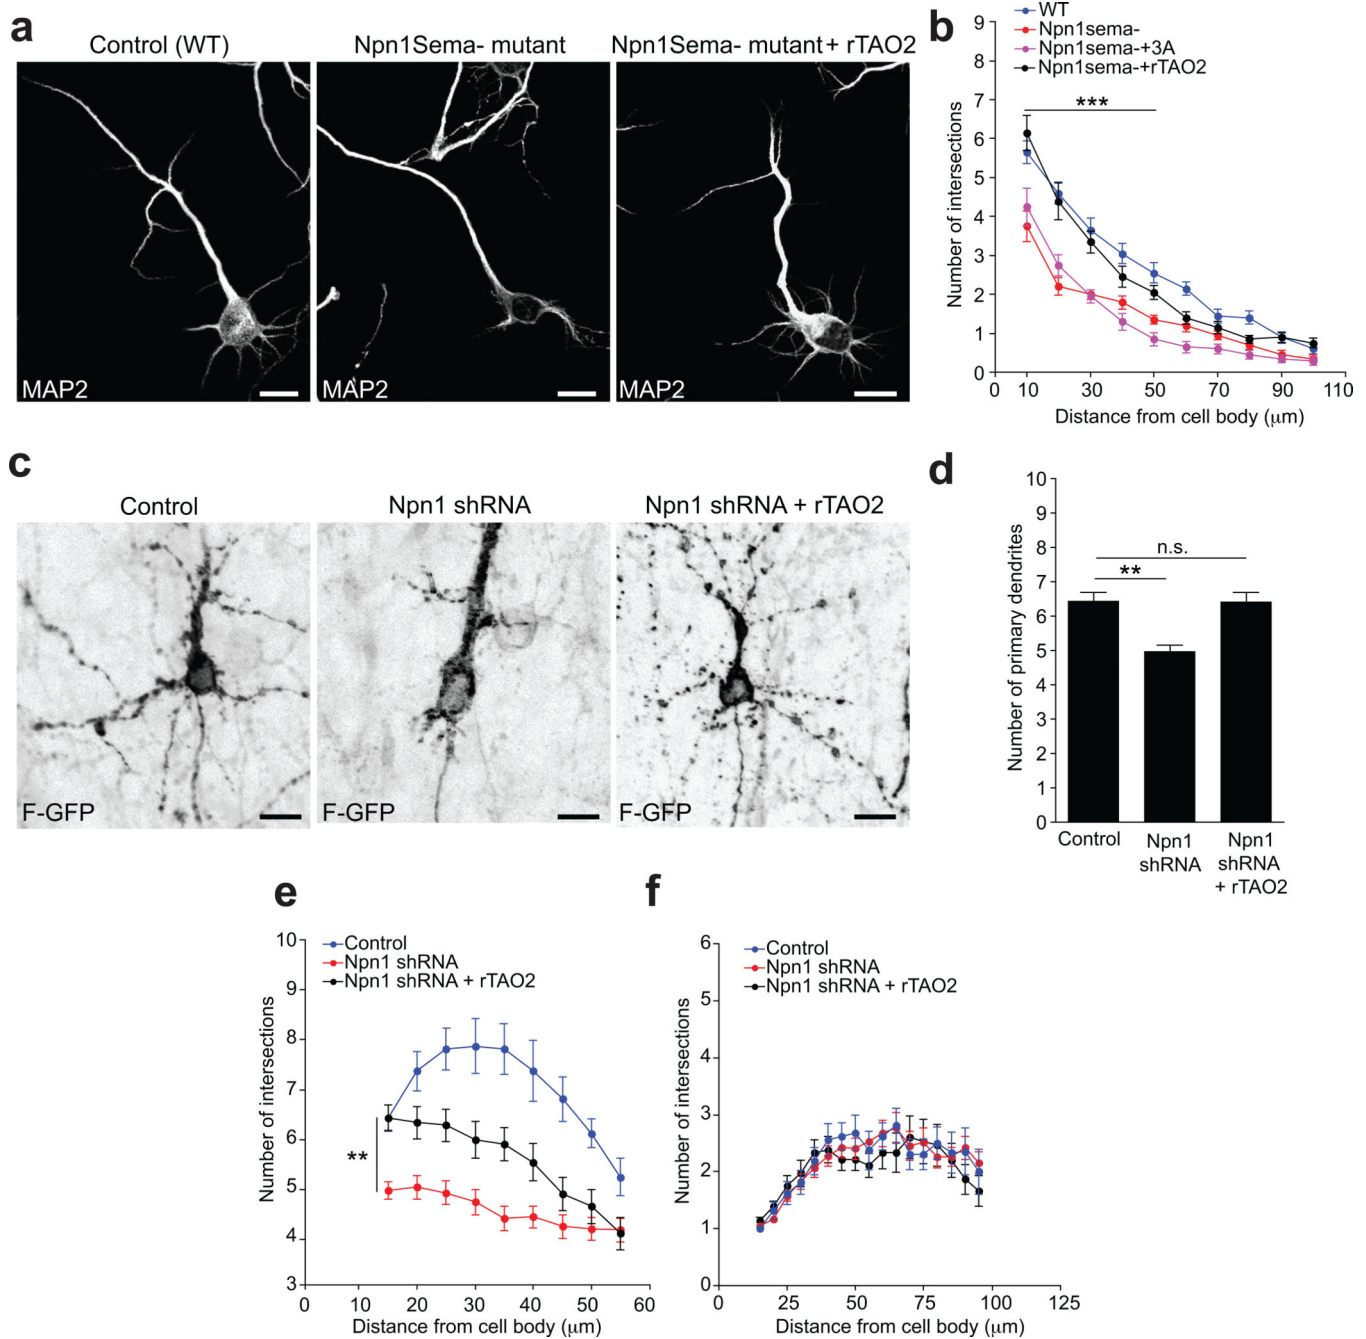 a
Control (WT)
Npn1Sema- mutant
Npn1Sema- mutant + rTAO2
MAP2
MAP2
MAP2
b
WT
Npn1sema-
Npn1sema-+3A
Npn1sema-+rTAO2
***
Number of intersections
9
8
7
6
5
4
3
2
1
0
0
10
30
50
70
90
110
Distance from cell body (μm)
c
Control
Npn1 shRNA
Npn1 shRNA + rTAO2
F-GFP
F-GFP
F-GFP
d
Number of primary dendrites
10
9
8
7
6
5
4
3
2
1
0
n.s.
**
Control
Npn1
shRNA
Npn1
shRNA
+ rTAO2
e
Control
Npn1 shRNA
Npn1 shRNA + rTAO2
**
Number of intersections
10
9
8
7
6
5
4
3
0
10
20
30
40
50
60
Distance from cell body (μm)
f
Control
Npn1 shRNA
Npn1 shRNA + rTAO2
Number of intersections
6
5
4
3
2
1
0
0
25
50
75
100
125
Distance from cell body (μm)